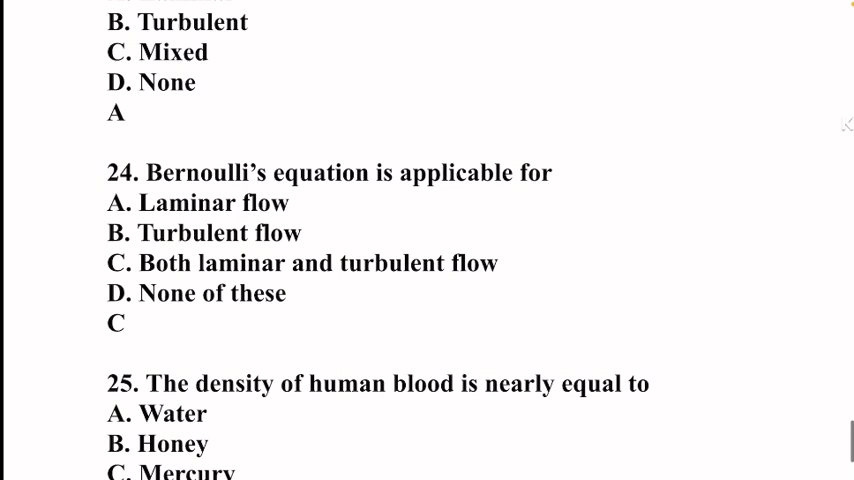 B. Turbulent
C. Mixed
D. None
A
24. Bernoulli’s equation is applicable for
A. Laminar flow
B. Turbulent flow
C. Both laminar and turbulent flow
D. None of these
C
25. The density of human blood is nearly equal to
A. Water
B. Honey
C. Mercury
K